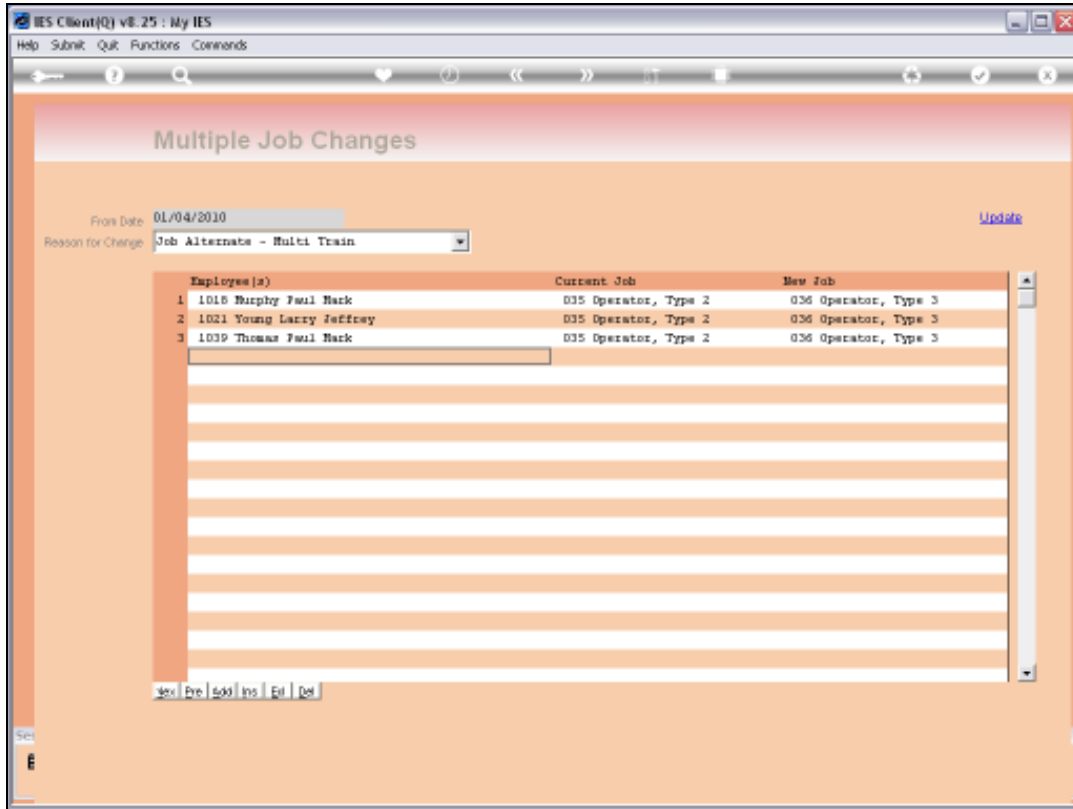 IES Client(Q) v8.25 : My IES
Help Submit Quit Functions Commands
Multiple Job Changes
From Date 01/04/2010
Update
Reason for Change Job Alternate - Multi Train
Employee(s) Current Job New Job
1 1018 Murphy Paul Mark 035 Operator, Type 2 036 Operator, Type 3
2 1021 Young Larry Jeffrey 035 Operator, Type 2 036 Operator, Type 3
3 1039 Thomas Paul Mark 035 Operator, Type 2 036 Operator, Type 3
Nex Pre Add Ins Ext Del